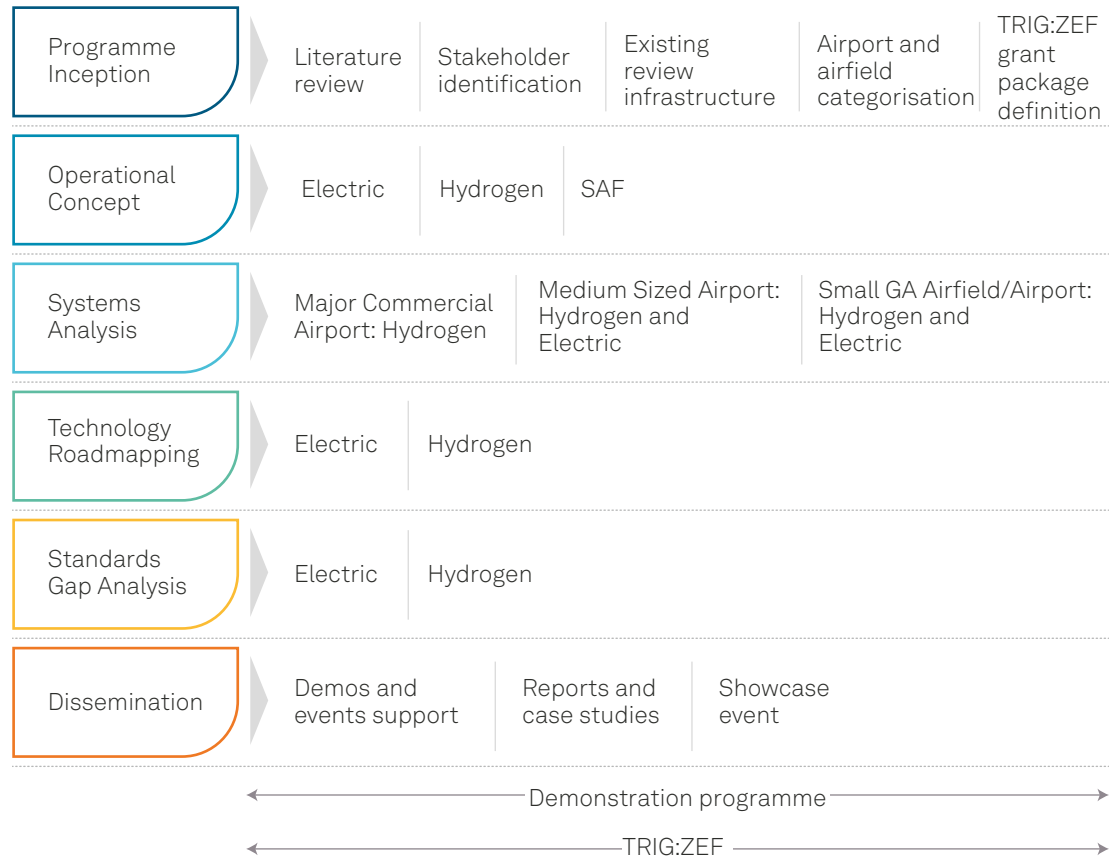 Programme
Inception
Literature
review
Stakeholder
identification
Existing
review
infrastructure
Airport and
airfield
categorisation
TRIG:ZEF
grant
package
definition
Operational
Concept
Electric
Hydrogen
SAF
Systems
Analysis
Major Commercial
Airport: Hydrogen
Medium Sized Airport:
Hydrogen and
Electric
Small GA Airfield/Airport:
Hydrogen and
Electric
Technology
Roadmapping
Electric
Hydrogen
Standards
Gap Analysis
Electric
Hydrogen
Dissemination
Demos and
events support
Reports and
case studies
Showcase
event
Demonstration programme
TRIG:ZEF